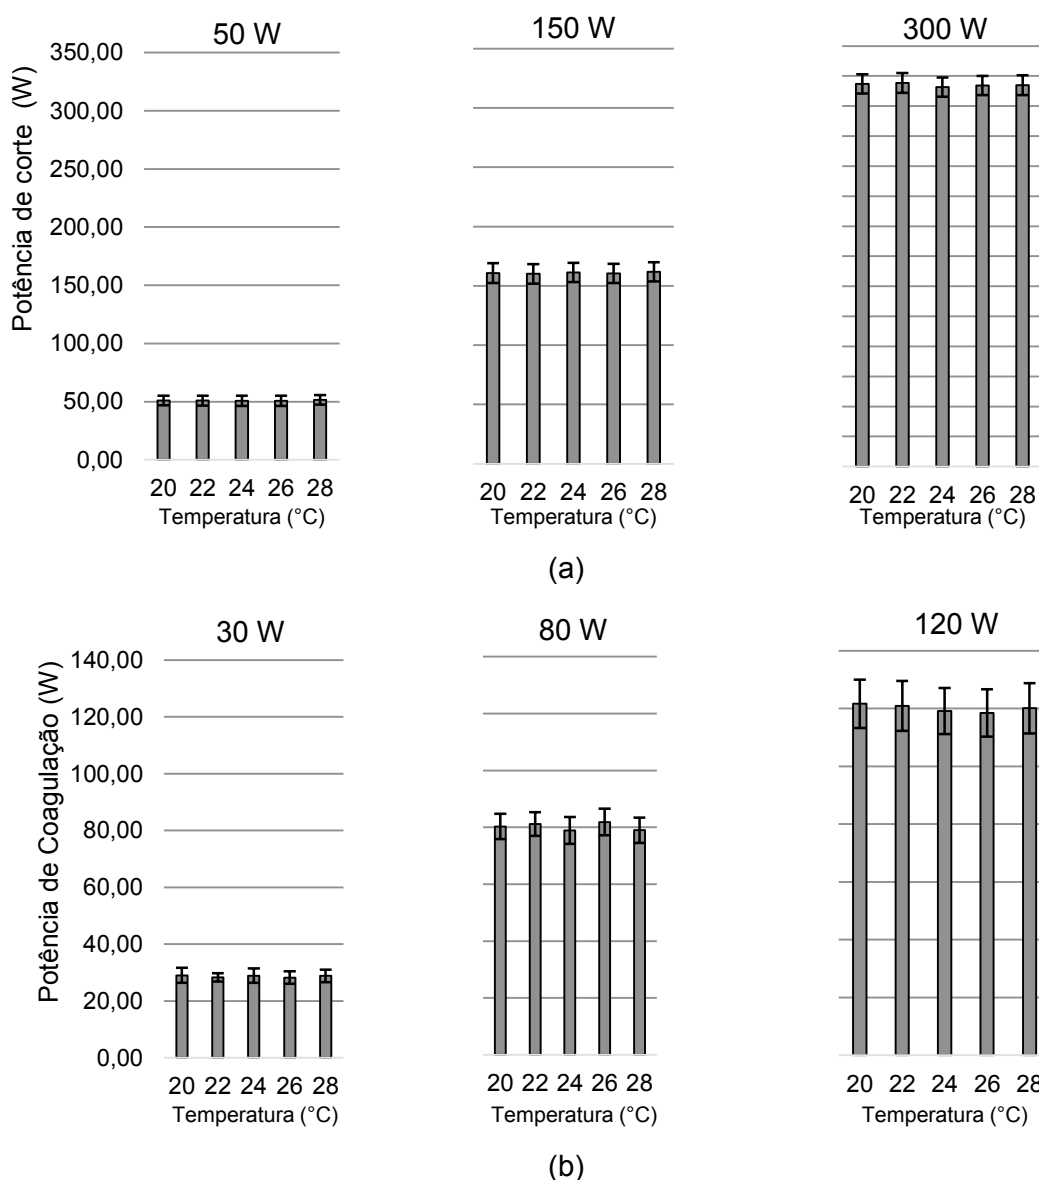 50 W
150 W
300 W
Potência de corte (W)
350,00
300,00
250,00
200,00
150,00
100,00
50,00
0,00
20 22 24 26 28
20 22 24 26 28
20 22 24 26 28
Temperatura (°C)
Temperatura (°C)
Temperatura (°C)
(a)
30 W
80 W
120 W
Potência de Coagulação (W)
140,00
120,00
100,00
80,00
60,00
40,00
20,00
0,00
20 22 24 26 28
20 22 24 26 28
20 22 24 26 28
Temperatura (°C)
Temperatura (°C)
Temperatura (°C)
(b)